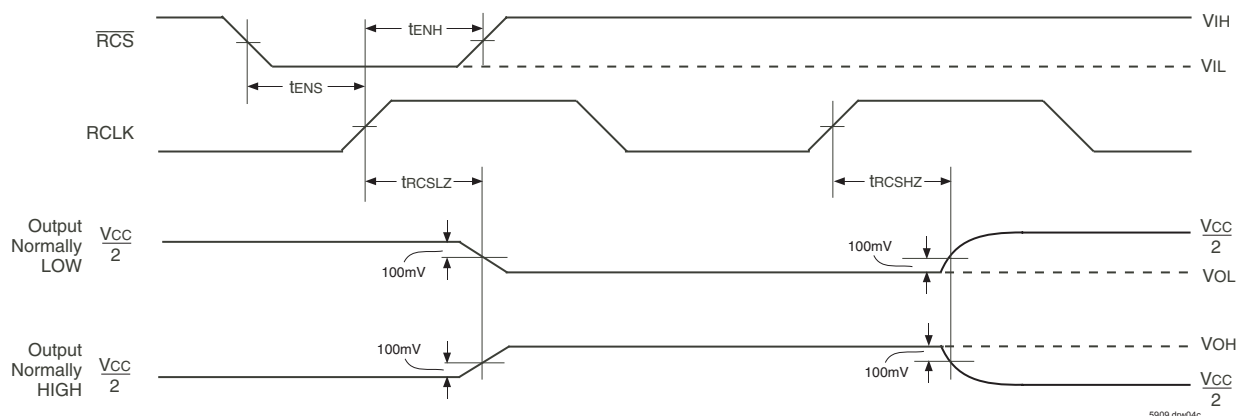 RCS
tENH
VIH
VIL
tENS
RCLK
tRCSLZ
tRCSHZ
Output
Normally
LOW
VCC
2
100mV
100mV
VCC
2
VOL
Output
Normally
HIGH
VCC
2
100mV
100mV
VOH
VCC
2
5909 drw04c